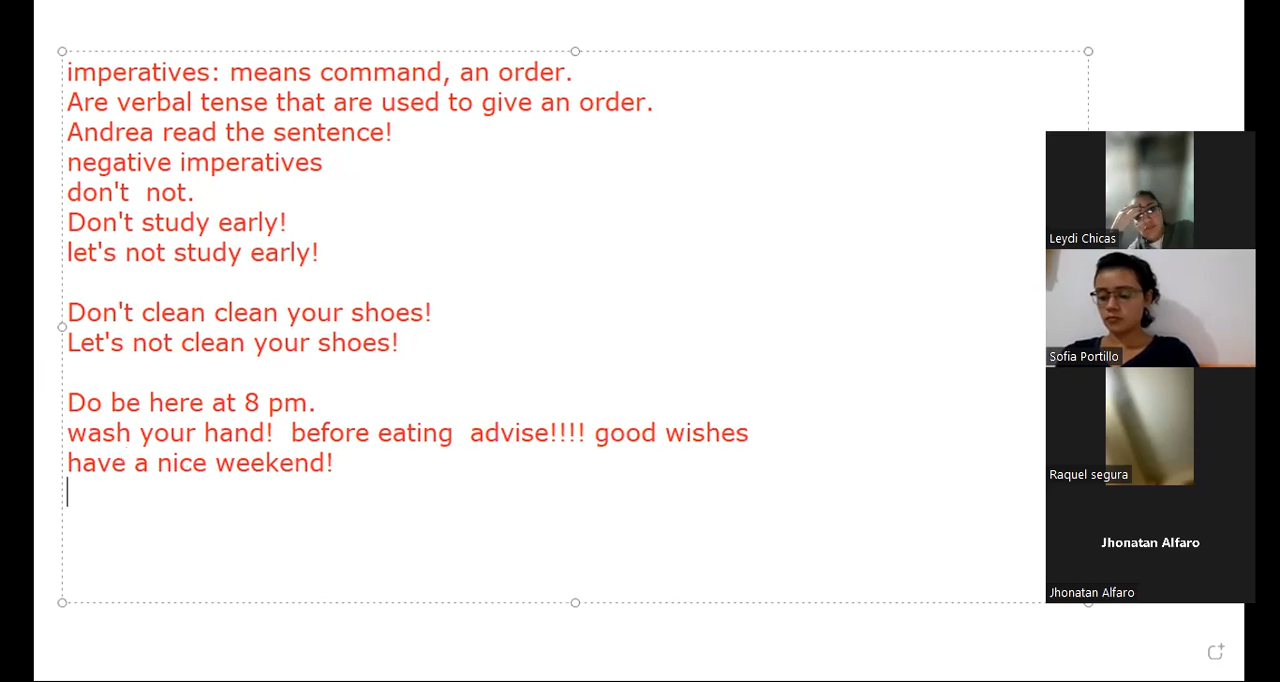 imperatives: means command, an order.
Are verbal tense that are used to give an order.
Andrea read the sentence!
negative imperatives
don't  not.
Don't study early!
let's not study early!
Don't clean clean your shoes!
Let's not clean your shoes!
Do be here at 8 pm.
wash your hand!  before eating  advise!!!! good wishes
have a nice weekend!
Leydi Chicas
Sofia Portillo
Raquel segura
Jhonatan Alfaro
Jhonatan Alfaro